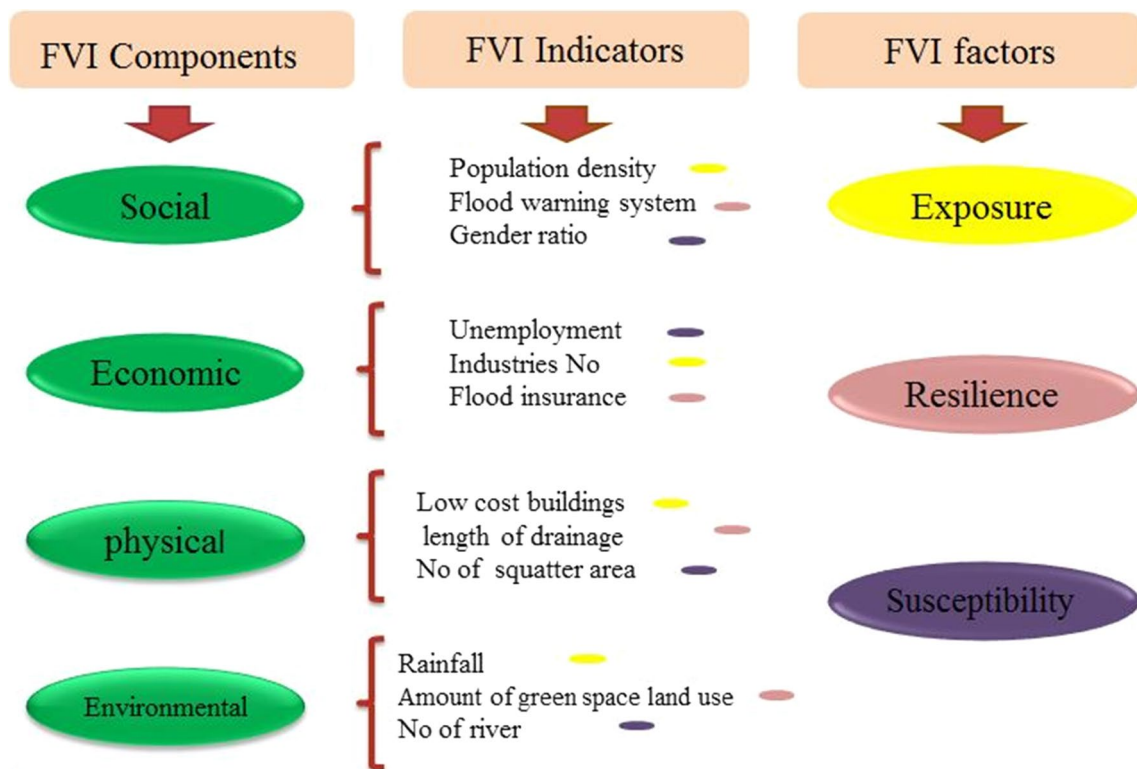 FVI Components
FVI Indicators
FVI factors
Social
Population density
Flood warning system
Gender ratio
Exposure
Economic
Unemployment
Industries No
Flood insurance
Resilience
physical
Low cost buildings
length of drainage
No of squatter area
Susceptibility
Environmental
Rainfall
Amount of green space land use
No of river